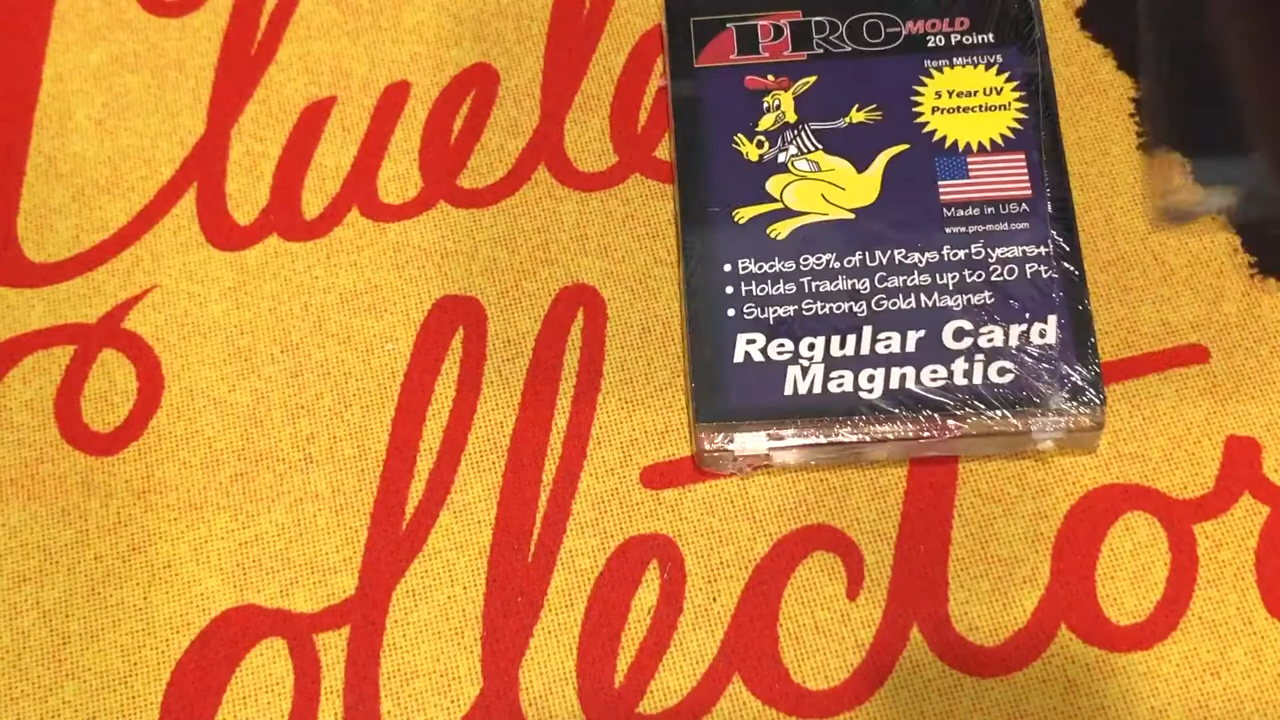 PRO-MOLD
20 Point
Item MH1UV5
5 Year UV
Protection!
Made in USA
www.pro-mold.com
• Blocks 99% of UV Rays for 5 years+!
• Holds Trading Cards up to 20 Pt.
• Super Strong Gold Magnet
Regular Card
Magnetic